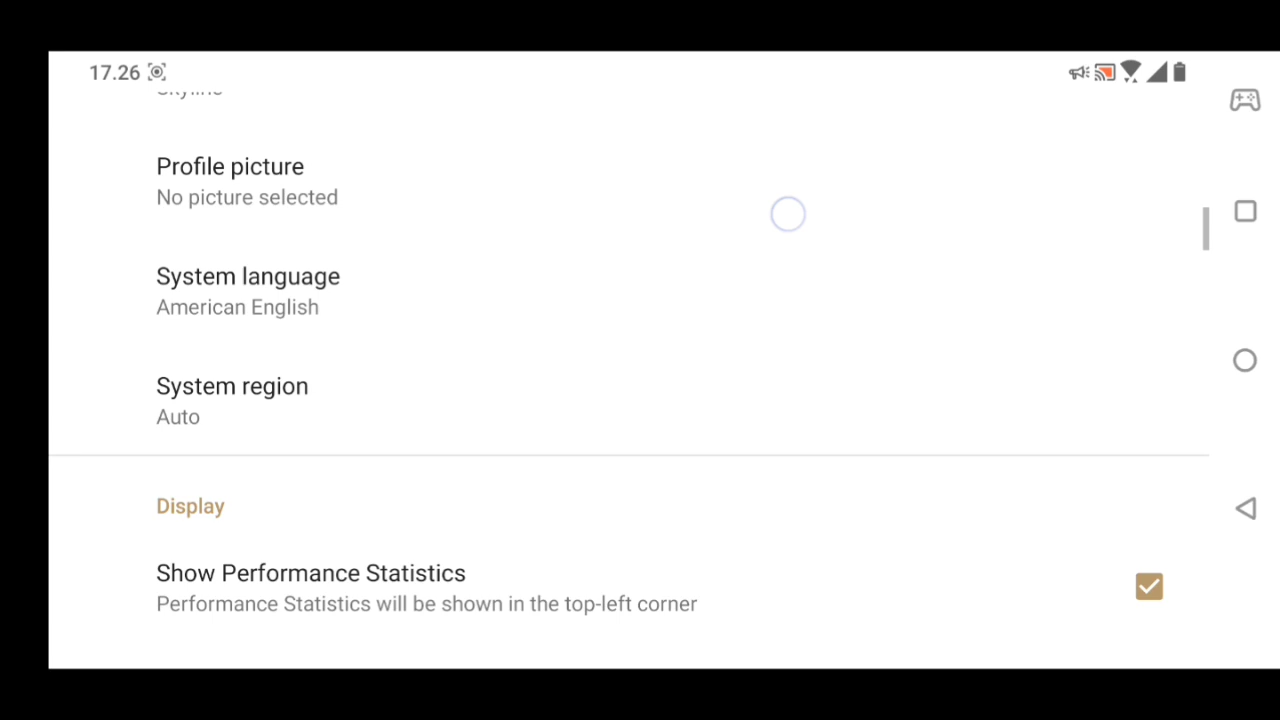 17.26
Profile picture
No picture selected
System language
American English
System region
Auto
Display
Show Performance Statistics
Performance Statistics will be shown in the top-left corner